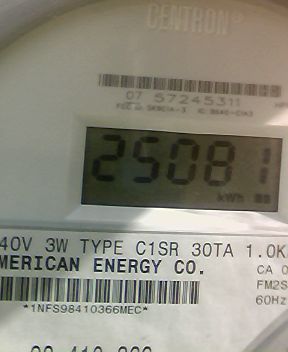 CENTRON®
07 57245311
25081
kWh
40V 3W TYPE C1SR 30TA 1.0K
MERICAN ENERGY CO.
CA 0
FM2S
60Hz
*1NFS98410366MEC*